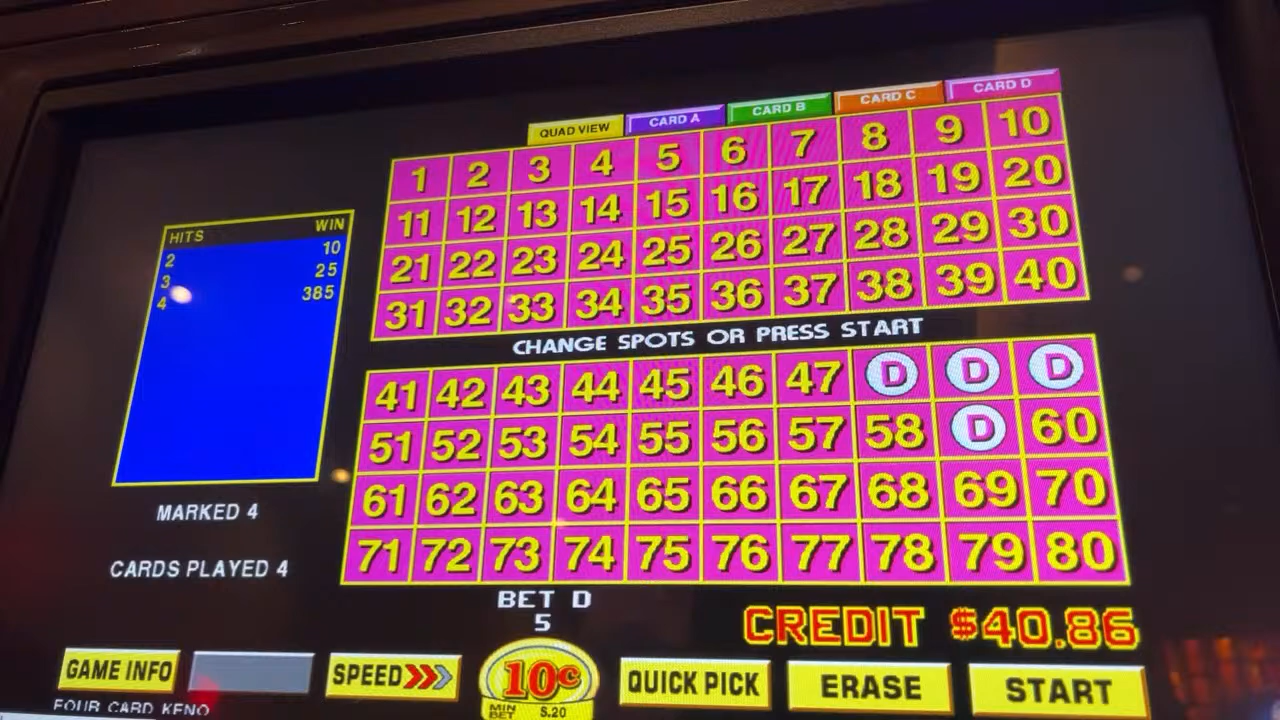 QUAD VIEW CARD A CARD B CARD C CARD D
1 2 3 4 5 6 7 8 9 10
11 12 13 14 15 16 17 18 19 20
21 22 23 24 25 26 27 28 29 30
31 32 33 34 35 36 37 38 39 40
HITS WIN
2 10
3 25
4 385
CHANGE SPOTS OR PRESS START
41 42 43 44 45 46 47 D D D
51 52 53 54 55 56 57 58 D 60
61 62 63 64 65 66 67 68 69 70
71 72 73 74 75 76 77 78 79 80
MARKED 4
CARDS PLAYED 4
BET D
5
CREDIT $40.86
GAME INFO SPEED 10¢ QUICK PICK ERASE START
MIN BET $.20
FOUR CARD KENO